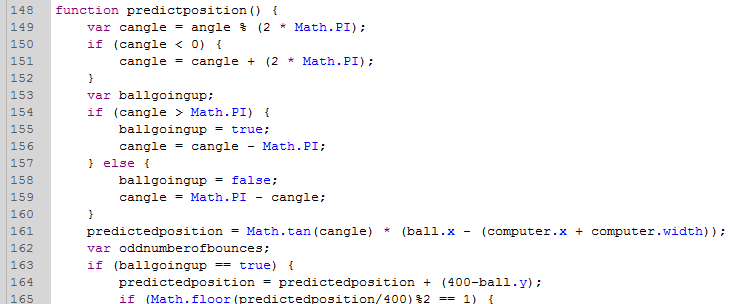 148 function predictposition() {
149     var cangle = angle % (2 * Math.PI);
150     if (cangle < 0) {
151         cangle = cangle + (2 * Math.PI);
152     }
153     var ballgoingup;
154     if (cangle > Math.PI) {
155         ballgoingup = true;
156         cangle = cangle - Math.PI;
157     } else {
158         ballgoingup = false;
159         cangle = Math.PI - cangle;
160     }
161     predictedposition = Math.tan(cangle) * (ball.x - (computer.x + computer.width));
162     var oddnumberofbounces;
163     if (ballgoingup == true) {
164         predictedposition = predictedposition + (400-ball.y);
165         if (Math.floor(predictedposition/400)%2 == 1) {